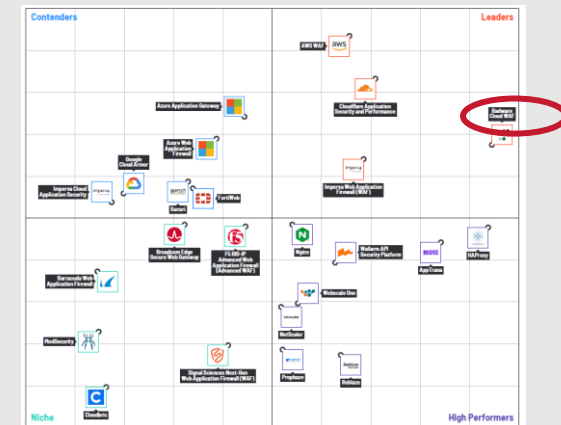 Contenders
Leaders
AWS WAF
aws
Azure Application Gateway
Cloudflare Application
Security and Performance
Radware
Cloud WAF
Azure Web
Application
Firewall
Google
Cloud Armor
Imperva Cloud
Application Security
imperva
Sucuri
FortiWeb
imperva
Imperva Web Application
Firewall (WAF)
Broadcom Edge
Secure Web Gateway
F5 BIG-IP
Advanced Web
Application Firewall
(Advanced WAF)
Nginx
Wallarm API
Security Platform
AppTrana
HAProxy
Barracuda Web
Application Firewall
Webscale One
NetScaler
ModSecurity
Signal Sciences Next-Gen
Web Application Firewall (WAF)
Prophaze
Reblaze
Cloudbric
Niche
High Performers